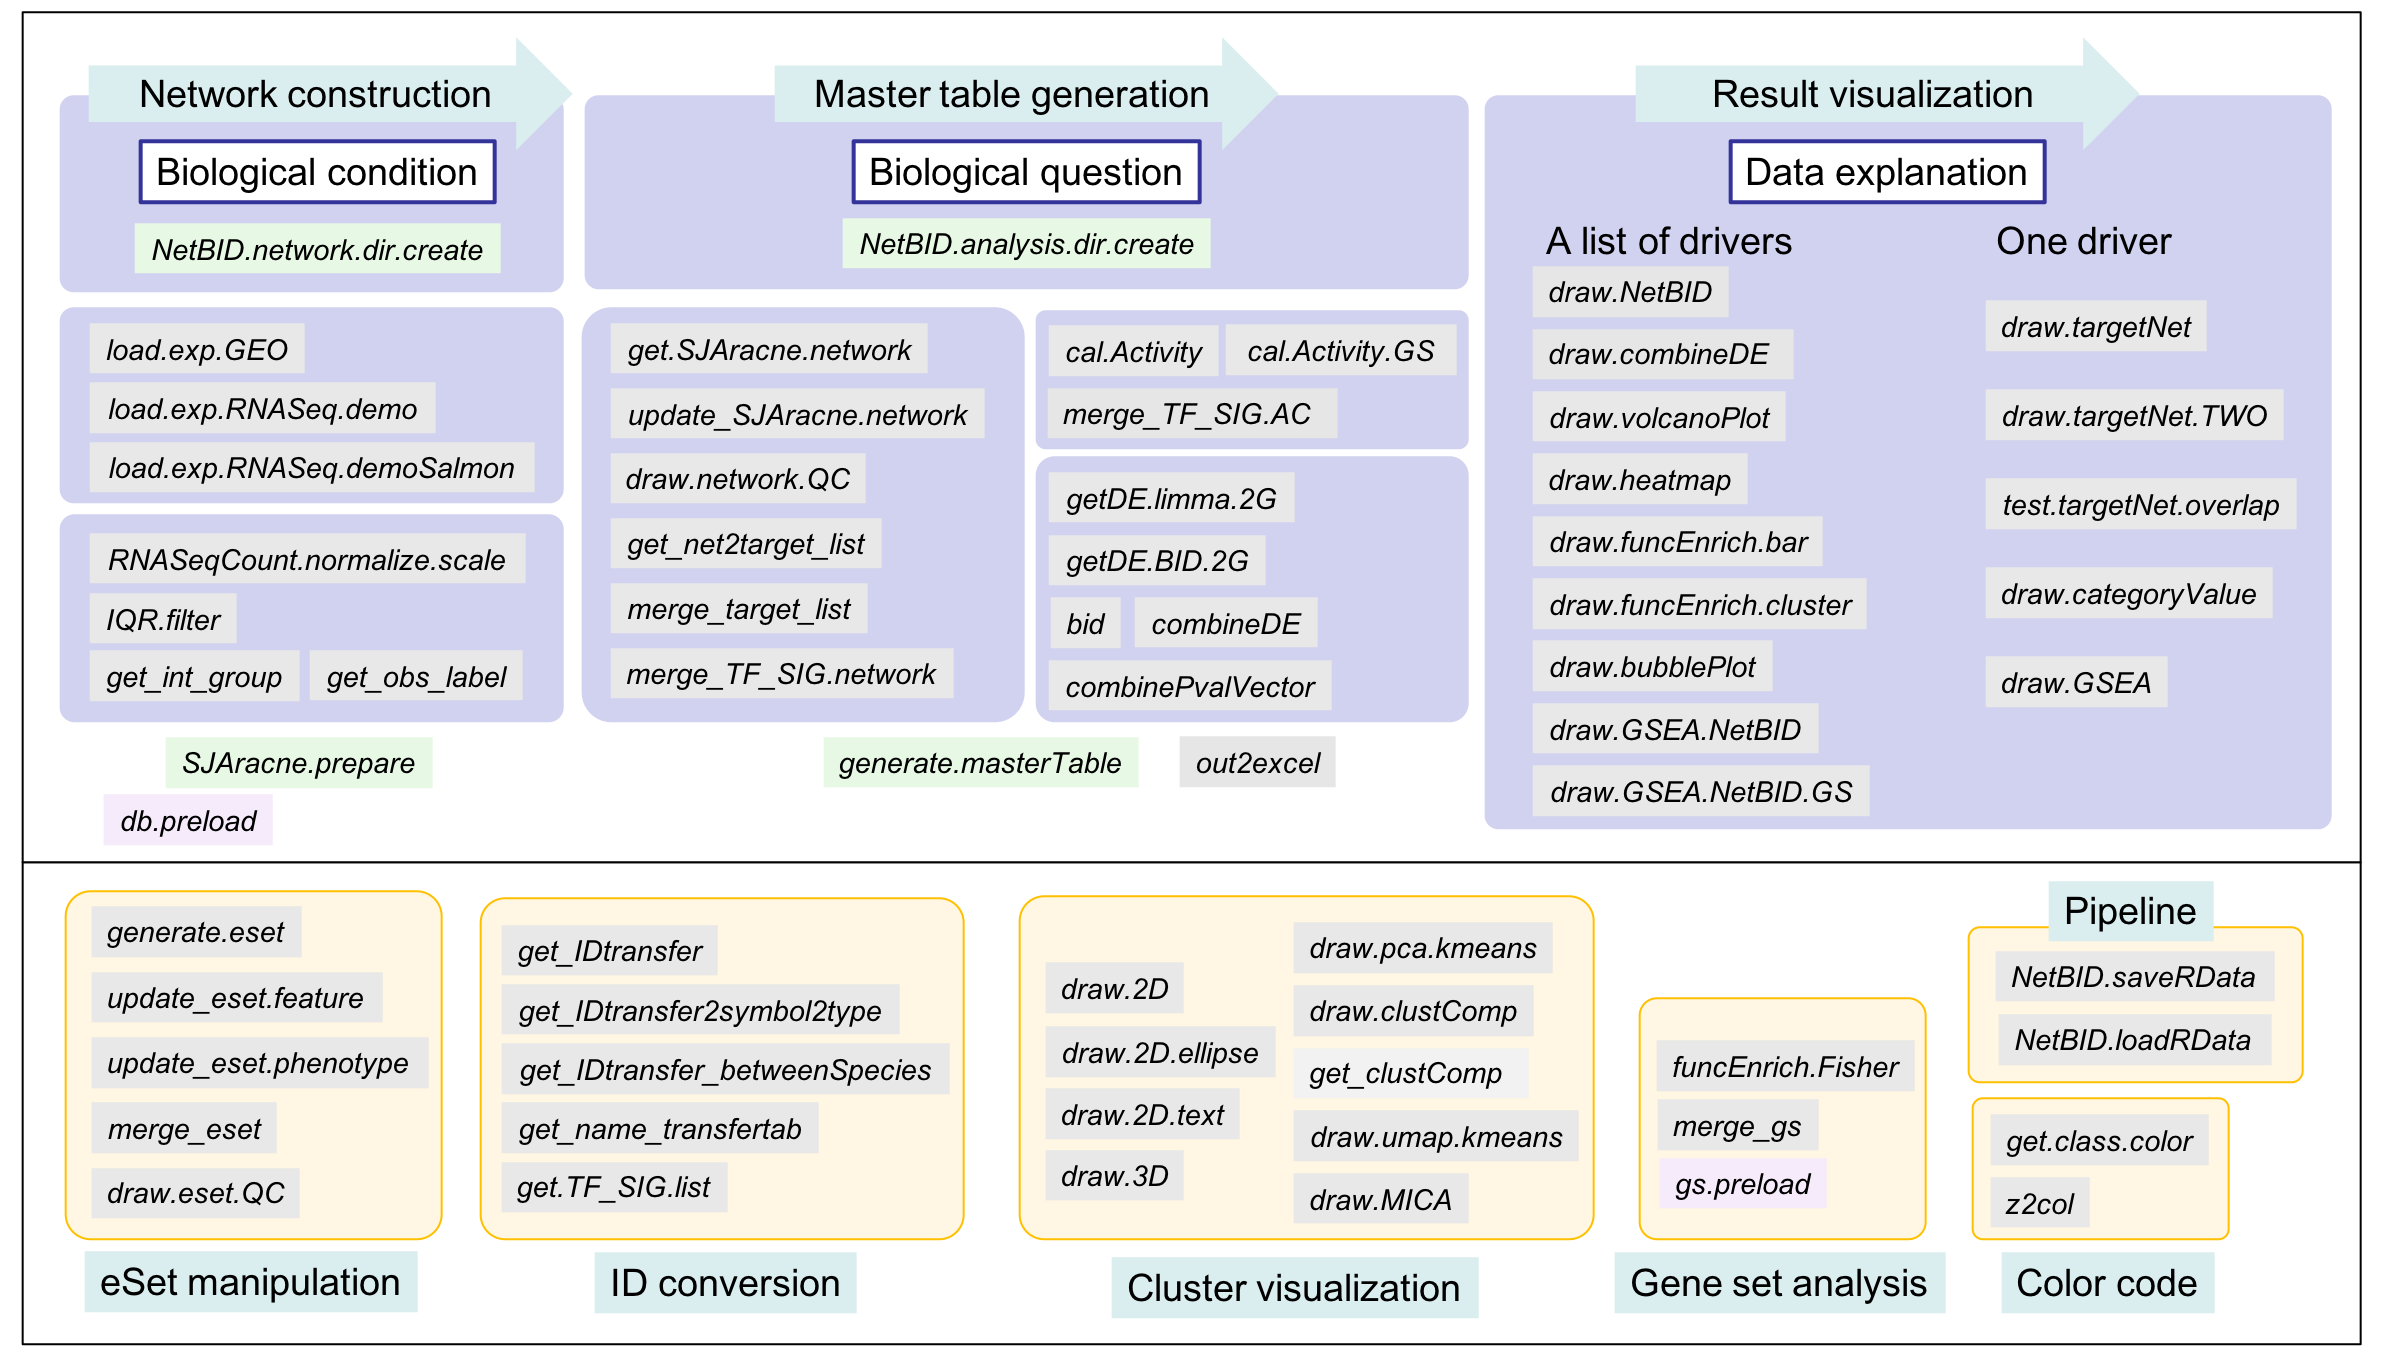 Network construction
Biological condition
NetBID.network.dir.create
load.exp.GEO
load.exp.RNASeq.demo
load.exp.RNASeq.demoSalmon
RNASeqCount.normalize.scale
IQR.filter
get_int_group
get_obs_label
SJAracne.prepare
db.preload
Master table generation
Biological question
NetBID.analysis.dir.create
get.SJAracne.network
update_SJAracne.network
draw.network.QC
get_net2target_list
merge_target_list
merge_TF_SIG.network
cal.Activity
cal.Activity.GS
merge_TF_SIG.AC
getDE.limma.2G
getDE.BID.2G
bid
combineDE
combinePvalVector
generate.masterTable
out2excel
Result visualization
Data explanation
A list of drivers
draw.NetBID
draw.combineDE
draw.volcanoPlot
draw.heatmap
draw.funcEnrich.bar
draw.funcEnrich.cluster
draw.bubblePlot
draw.GSEA.NetBID
draw.GSEA.NetBID.GS
One driver
draw.targetNet
draw.targetNet.TWO
test.targetNet.overlap
draw.categoryValue
draw.GSEA
generate.eset
update_eset.feature
update_eset.phenotype
merge_eset
draw.eset.QC
eSet manipulation
get_IDtransfer
get_IDtransfer2symbol2type
get_IDtransfer_betweenSpecies
get_name_transfertab
get.TF_SIG.list
ID conversion
draw.2D
draw.2D.ellipse
draw.2D.text
draw.3D
draw.pca.kmeans
draw.clustComp
get_clustComp
draw.umap.kmeans
draw.MICA
Cluster visualization
funcEnrich.Fisher
merge_gs
gs.preload
Gene set analysis
Pipeline
NetBID.saveRData
NetBID.loadRData
get.class.color
z2col
Color code